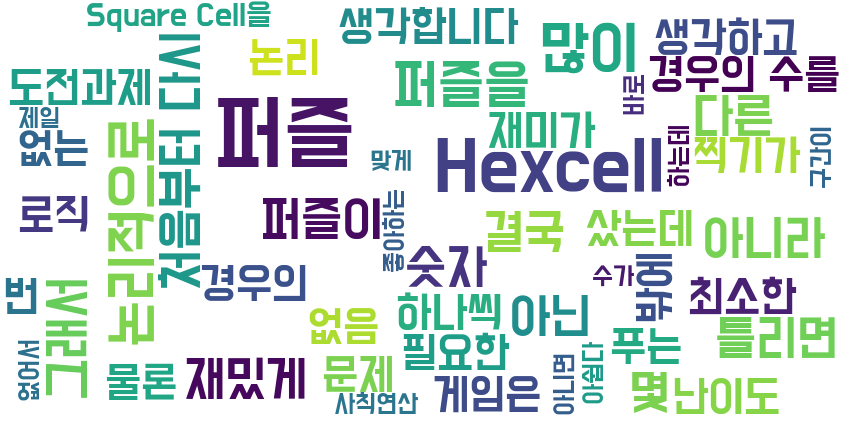 Square Cell을
생각합니다
많이
생각하고
논리
도전과제
다시
퍼즐을
경우의 수를
바로
제일
없는
논리적으로
처음부터
퍼즐
맞게
재미가
Hexcell
하는데
다른
찍기가
구간이
로직
퍼즐이
좋아하는
결국
샀는데
아니라
번
그래서
경우의
숫자
수가
밖에
최소한
없음
하나씩
아닌
필요한
푸는
틀리면
없어서
물론
재밌게
문제
사칙연산
게임은
아니면
아쉽다
몇
난이도